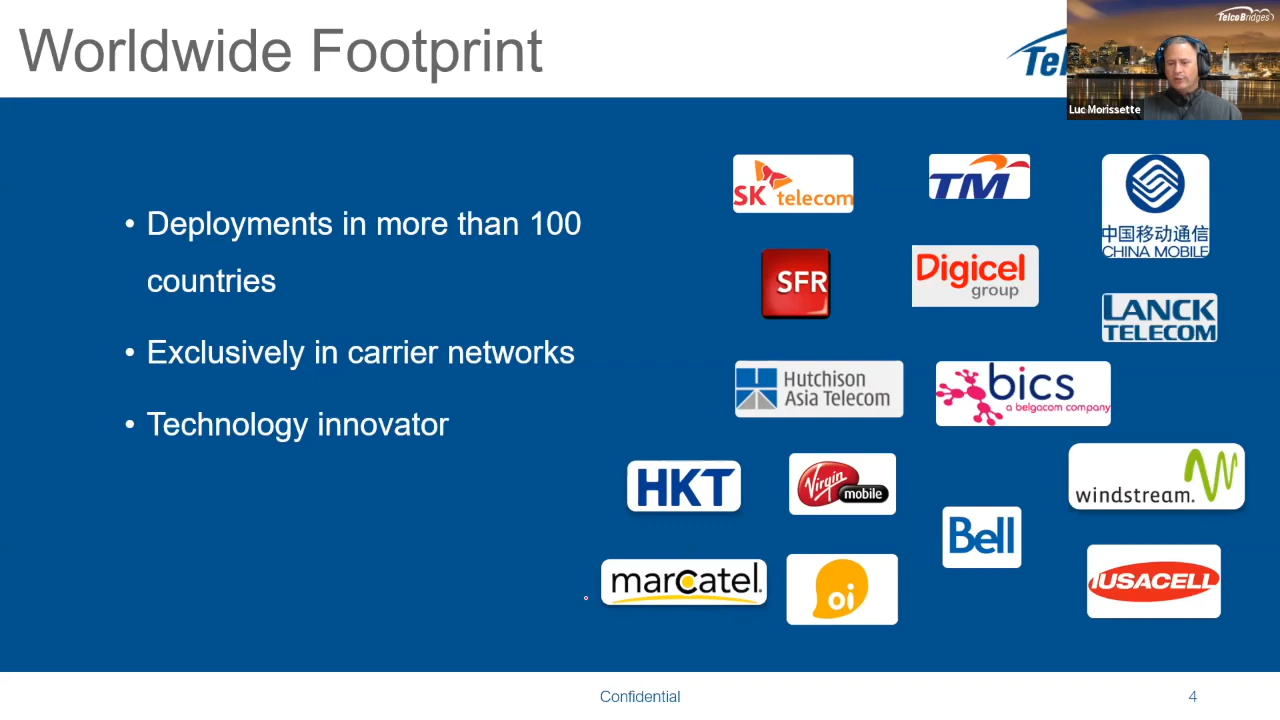 Worldwide Footprint
Tel
TelcoBridges
Luc Morissette
• Deployments in more than 100
countries
• Exclusively in carrier networks
• Technology innovator
SK telecom
TM
中国移动通信
CHINA MOBILE
SFR
Digicel
group
LANCK
TELECOM
Hutchison
Asia Telecom
bics
a belgacom company
HKT
Virgin
mobile
windstream.
Bell
marcatel.
oi
IUSACELL
Confidential
4